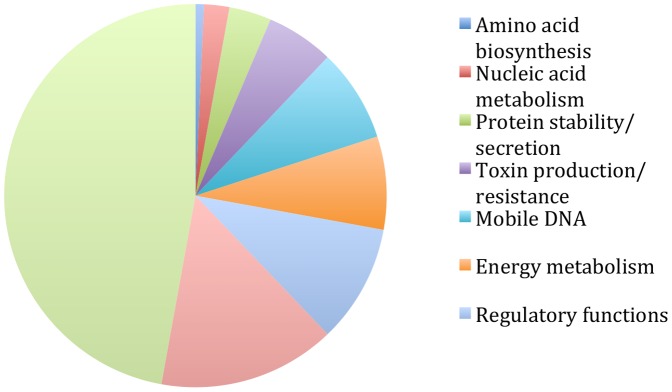 Amino acid
biosynthesis
Nucleic acid
metabolism
Protein stability/
secretion
Toxin production/
resistance
Mobile DNA
Energy metabolism
Regulatory functions